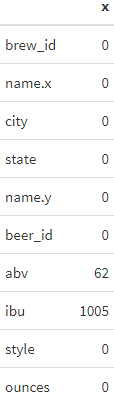 x
brew_id 0
name.x 0
city 0
state 0
name.y 0
beer_id 0
abv 62
ibu 1005
style 0
ounces 0